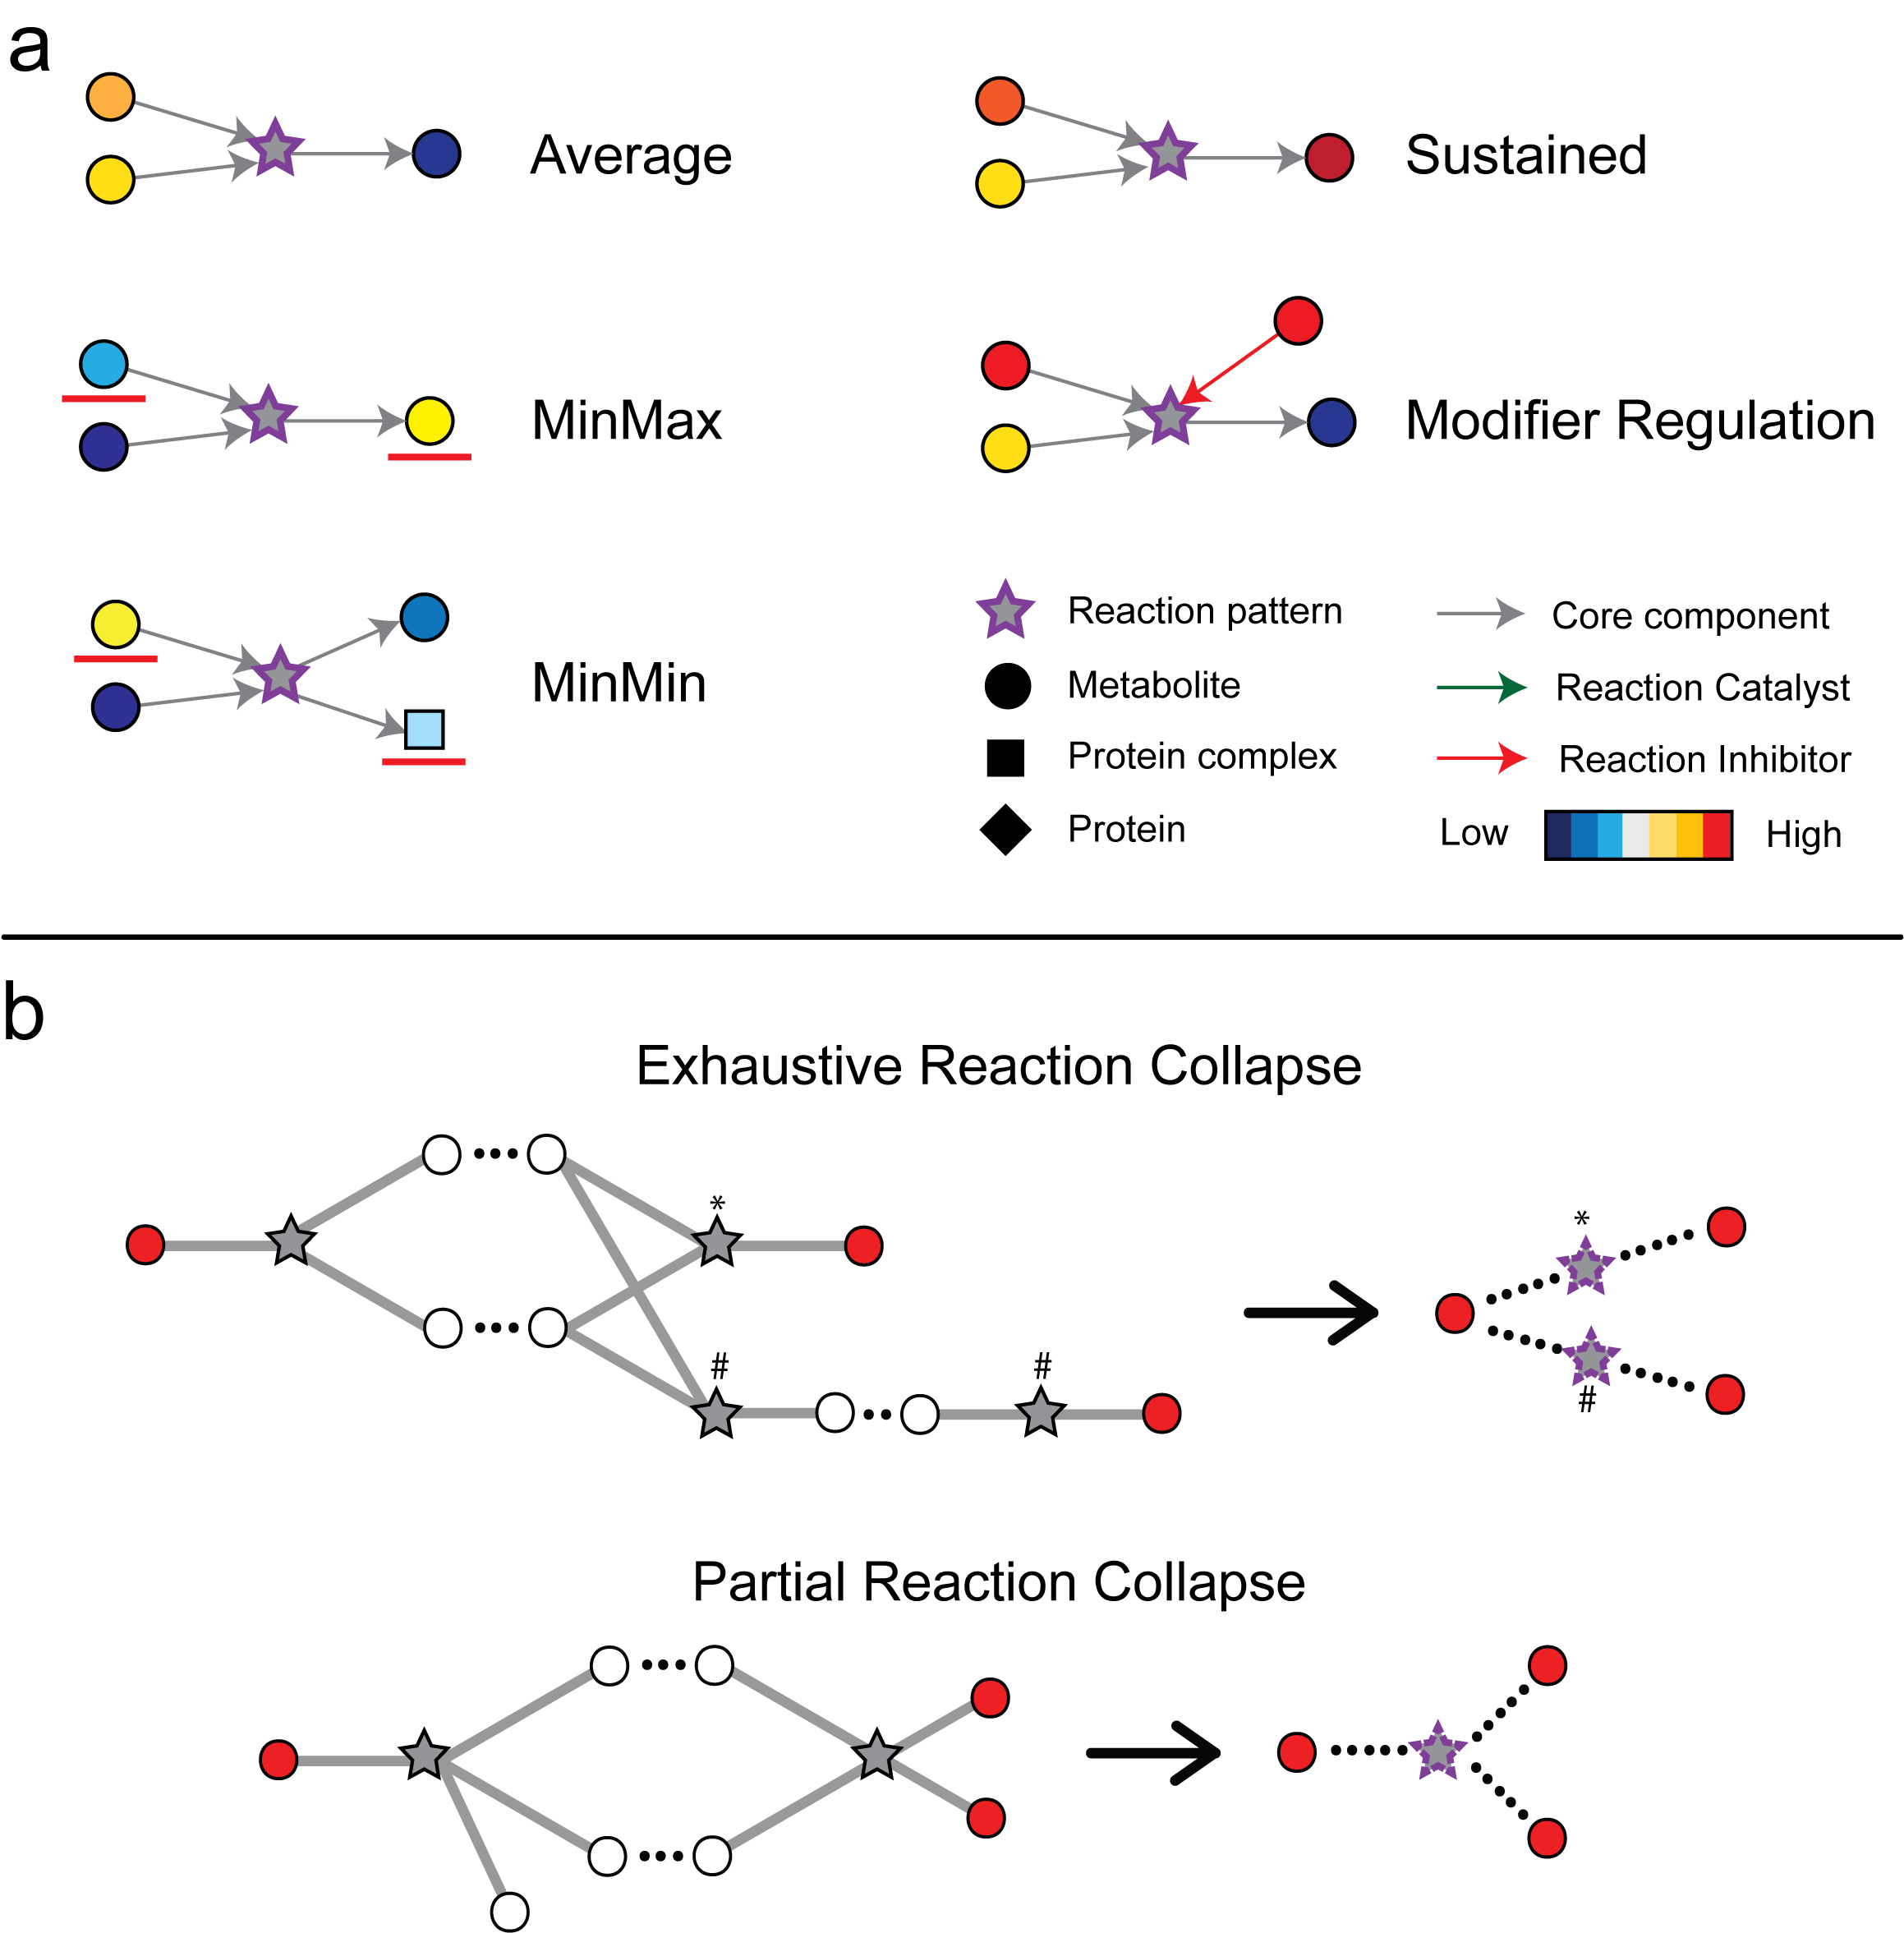 a
Average
Sustained
MinMax
Modifier Regulation
MinMin
Reaction pattern
Core component
Metabolite
Reaction Catalyst
Protein complex
Reaction Inhibitor
Protein
Low
High
b
Exhaustive Reaction Collapse
*
*
#
#
#
Partial Reaction Collapse